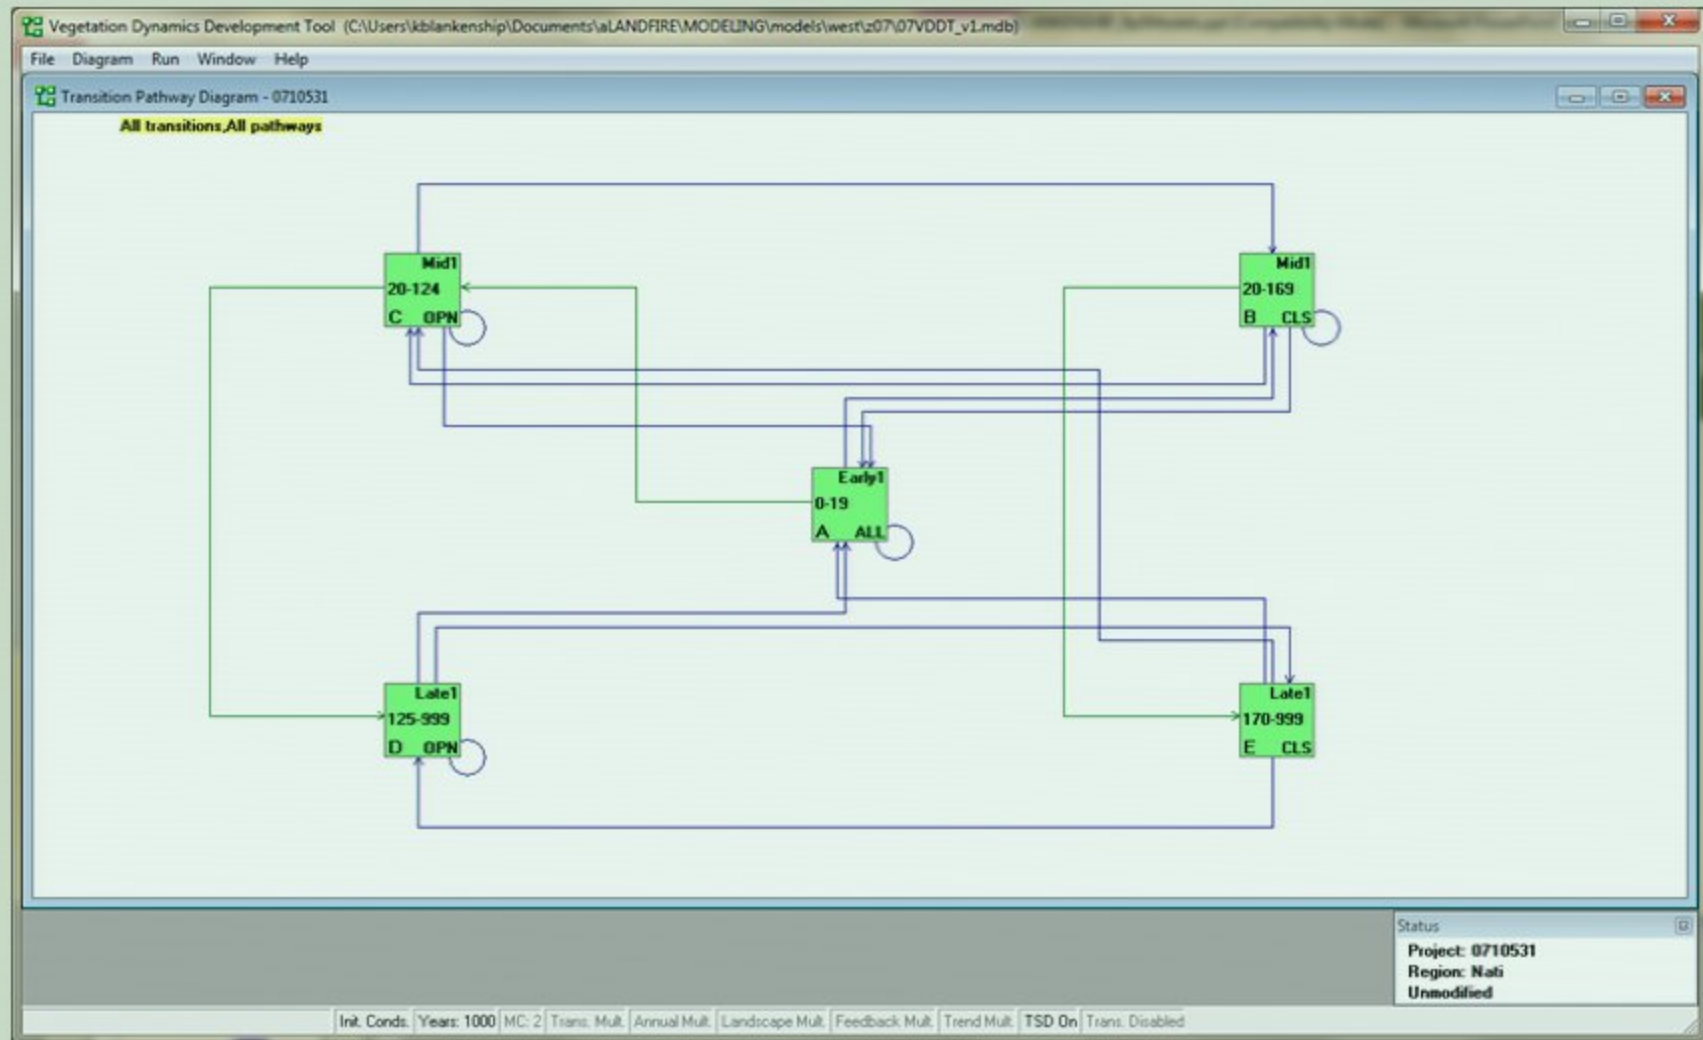 Vegetation Dynamics Development Tool (C:\Users\kblankenship\Documents\aLANDFIRE\MODELING\models\west\z07\07VDDT_v1.mdb)
File Diagram Run Window Help
Transition Pathway Diagram - 0710531
All transitions,All pathways
Mid1
20-124
C OPN
Mid1
20-169
B CLS
Early1
0-19
A ALL
Late1
125-999
D OPN
Late1
170-999
E CLS
Status
Project: 0710531
Region: Nati
Unmodified
Init. Conds. Years: 1000 MC: 2 Trans. Mult. Annual Mult. Landscape Mult. Feedback Mult. Trend Mult. TSD On Trans. Disabled